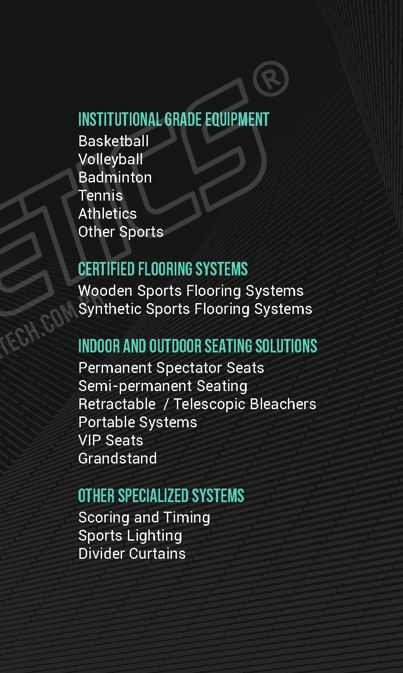 INSTITUTIONAL GRADE EQUIPMENT
Basketball
Volleyball
Badminton
Tennis
Athletics
Other Sports
CERTIFIED FLOORING SYSTEMS
Wooden Sports Flooring Systems
Synthetic Sports Flooring Systems
INDOOR AND OUTDOOR SEATING SOLUTIONS
Permanent Spectator Seats
Semi-permanent Seating
Retractable / Telescopic Bleachers
Portable Systems
VIP Seats
Grandstand
OTHER SPECIALIZED SYSTEMS
Scoring and Timing
Sports Lighting
Divider Curtains
ETICS®